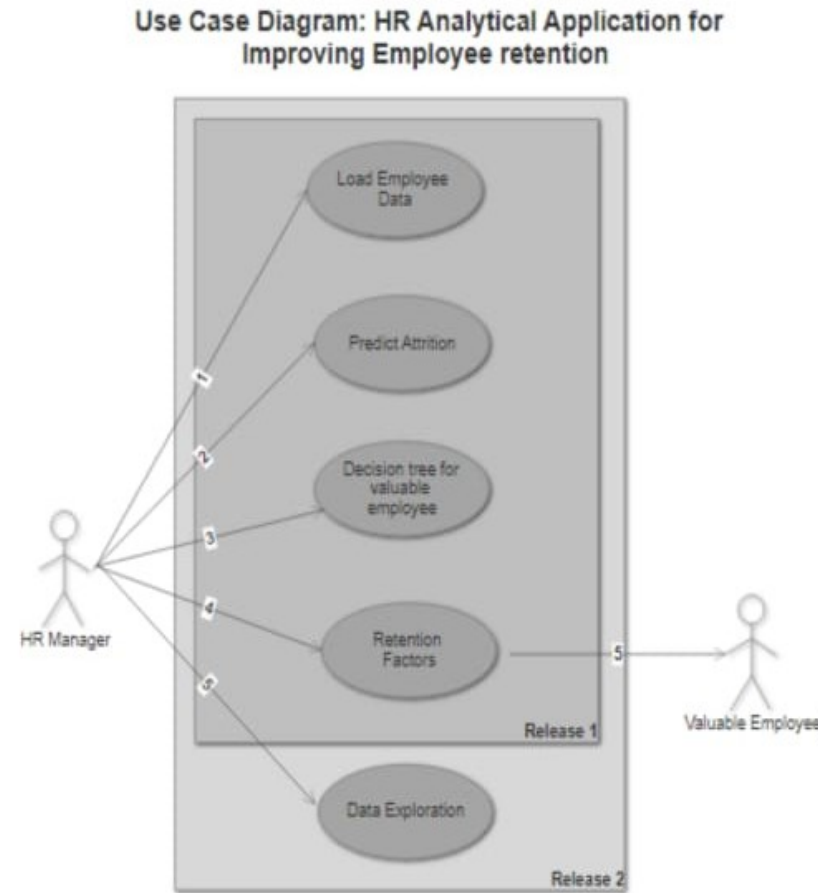 Use Case Diagram: HR Analytical Application for
Improving Employee retention
Load Employee
Data
Predict Attrition
1
2
Decision tree for
valuable
employee
3
HR Manager
4
Retention
Factors
5
5
Valuable Employee
Release 1
Data Exploration
Release 2